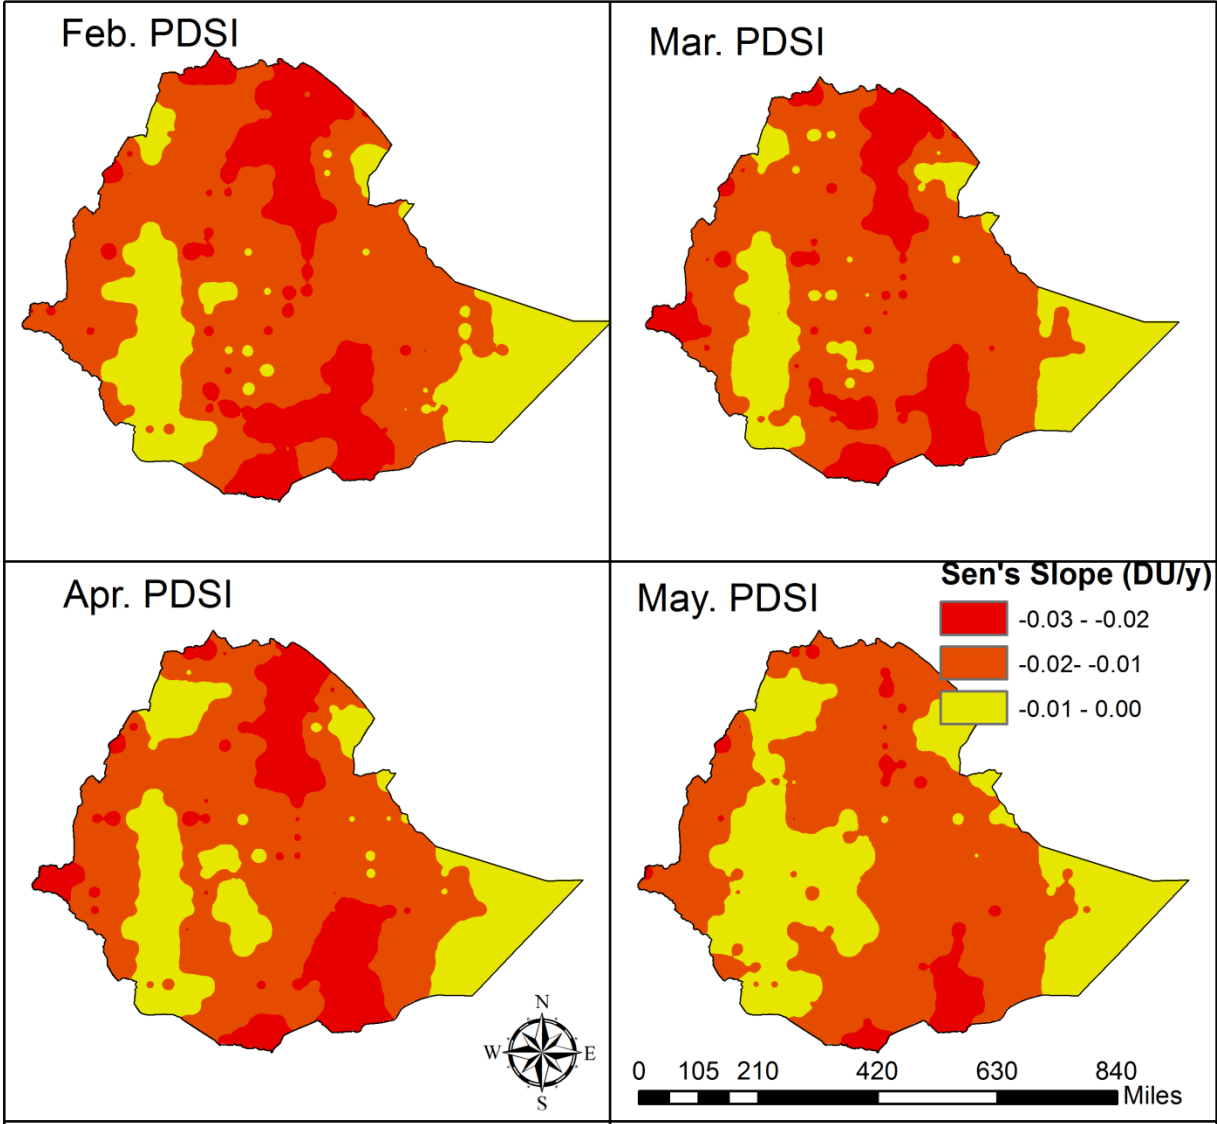 Feb. PDSI
Mar. PDSI
Apr. PDSI
May. PDSI
Sen's Slope (DU/y)
-0.03 - -0.02
-0.02- -0.01
-0.01 - 0.00
N
W E
S
0 105 210 420 630 840
Miles